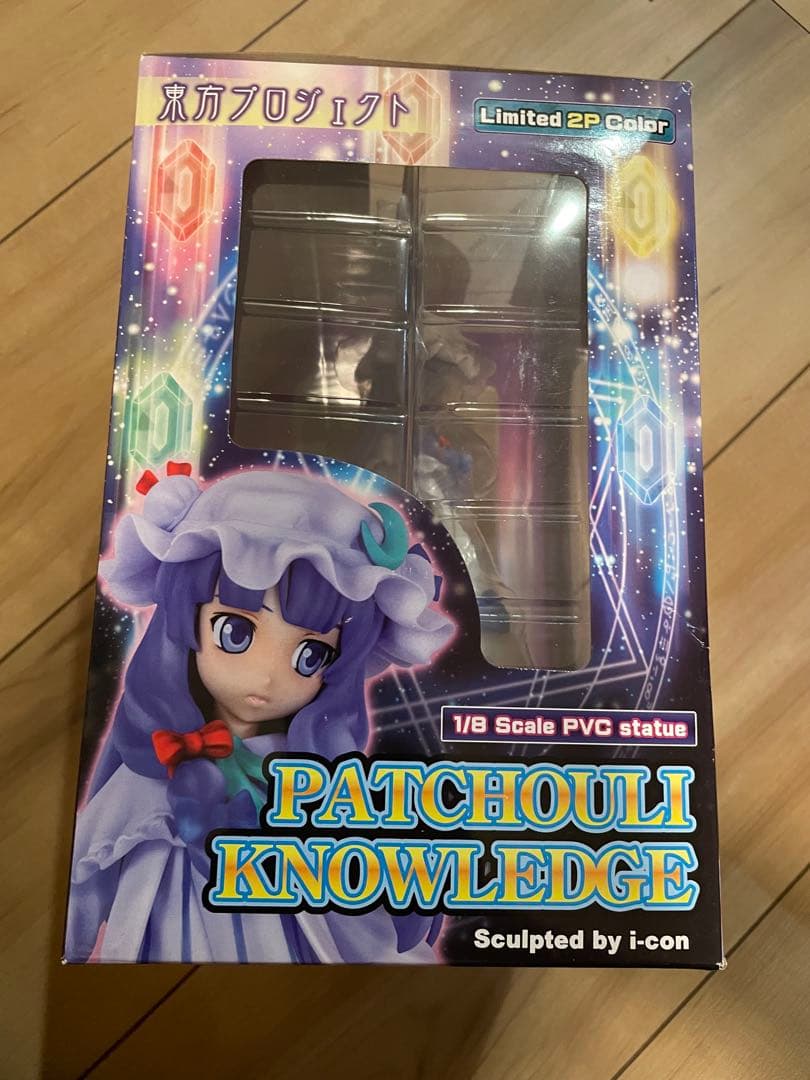 東方プロジェクト
Limited 2P Color
1/8 Scale PVC statue
PATCHOULI
KNOWLEDGE
Sculpted by i-con